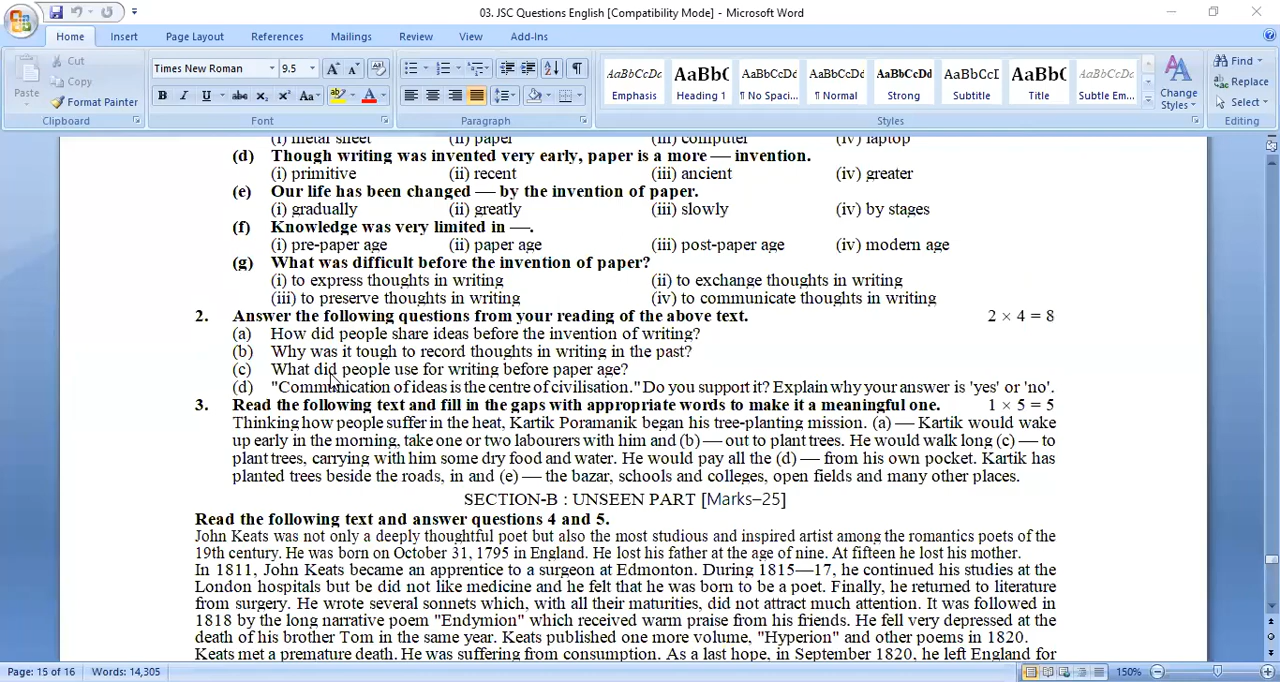 03. JSC Questions English [Compatibility Mode] - Microsoft Word
Home Insert Page Layout References Mailings Review View Add-Ins
Cut
Copy
Paste
Format Painter
Times New Roman 9.5
AaBbCcDc AaBbC AaBbCcDd AaBbCcDd AaBbCcDd AaBbCcI AaBb( AaBbCcDd
Emphasis Heading 1 ¶ No Spaci... ¶ Normal Strong Subtitle Title Subtle Em...
Change Styles
Find
Replace
Select
Clipboard Font Paragraph Styles Editing
(i) metal sheet (ii) paper (iii) computer (iv) laptop
(d) Though writing was invented very early, paper is a more — invention.
(i) primitive (ii) recent (iii) ancient (iv) greater
(e) Our life has been changed — by the invention of paper.
(i) gradually (ii) greatly (iii) slowly (iv) by stages
(f) Knowledge was very limited in —.
(i) pre-paper age (ii) paper age (iii) post-paper age (iv) modern age
(g) What was difficult before the invention of paper?
(i) to express thoughts in writing (ii) to exchange thoughts in writing
(iii) to preserve thoughts in writing (iv) to communicate thoughts in writing
2. Answer the following questions from your reading of the above text. 2 × 4 = 8
(a) How did people share ideas before the invention of writing?
(b) Why was it tough to record thoughts in writing in the past?
(c) What did people use for writing before paper age?
(d) "Communication of ideas is the centre of civilisation." Do you support it? Explain why your answer is 'yes' or 'no'.
3. Read the following text and fill in the gaps with appropriate words to make it a meaningful one. 1 × 5 = 5
Thinking how people suffer in the heat, Kartik Poramanik began his tree-planting mission. (a) — Kartik would wake
up early in the morning, take one or two labourers with him and (b) — out to plant trees. He would walk long (c) — to
plant trees, carrying with him some dry food and water. He would pay all the (d) — from his own pocket. Kartik has
planted trees beside the roads, in and (e) — the bazar, schools and colleges, open fields and many other places.
SECTION-B : UNSEEN PART [Marks–25]
Read the following text and answer questions 4 and 5.
John Keats was not only a deeply thoughtful poet but also the most studious and inspired artist among the romantics poets of the
19th century. He was born on October 31, 1795 in England. He lost his father at the age of nine. At fifteen he lost his mother.
In 1811, John Keats became an apprentice to a surgeon at Edmonton. During 1815—17, he continued his studies at the
London hospitals but be did not like medicine and he felt that he was born to be a poet. Finally, he returned to literature
from surgery. He wrote several sonnets which, with all their maturities, did not attract much attention. It was followed in
1818 by the long narrative poem "Endymion" which received warm praise from his friends. He fell very depressed at the
death of his brother Tom in the same year. Keats published one more volume, "Hyperion" and other poems in 1820.
Keats met a premature death. He was suffering from consumption. As a last hope, in September 1820, he left England for
Page: 15 of 16 Words: 14,305 150%